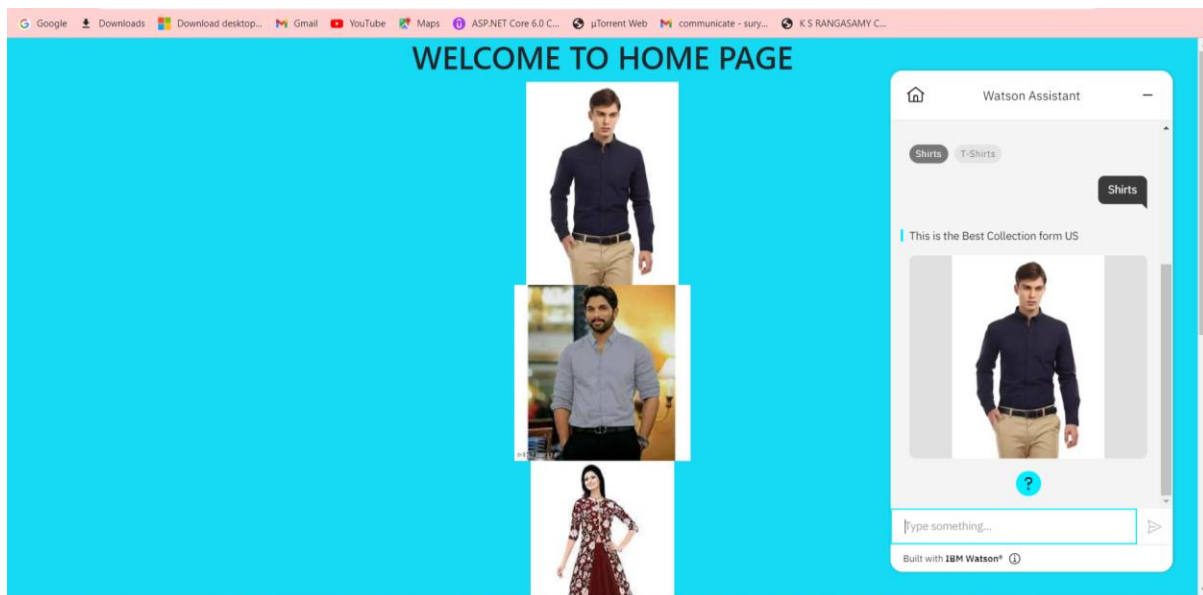 Google Downloads Download desktop... Gmail YouTube Maps ASP.NET Core 6.0 C... µTorrent Web communicate - sury... K S RANGASAMY C...
WELCOME TO HOME PAGE
Watson Assistant
Shirts T-Shirts
Shirts
This is the Best Collection form US
?
Type something...
Built with IBM Watson®